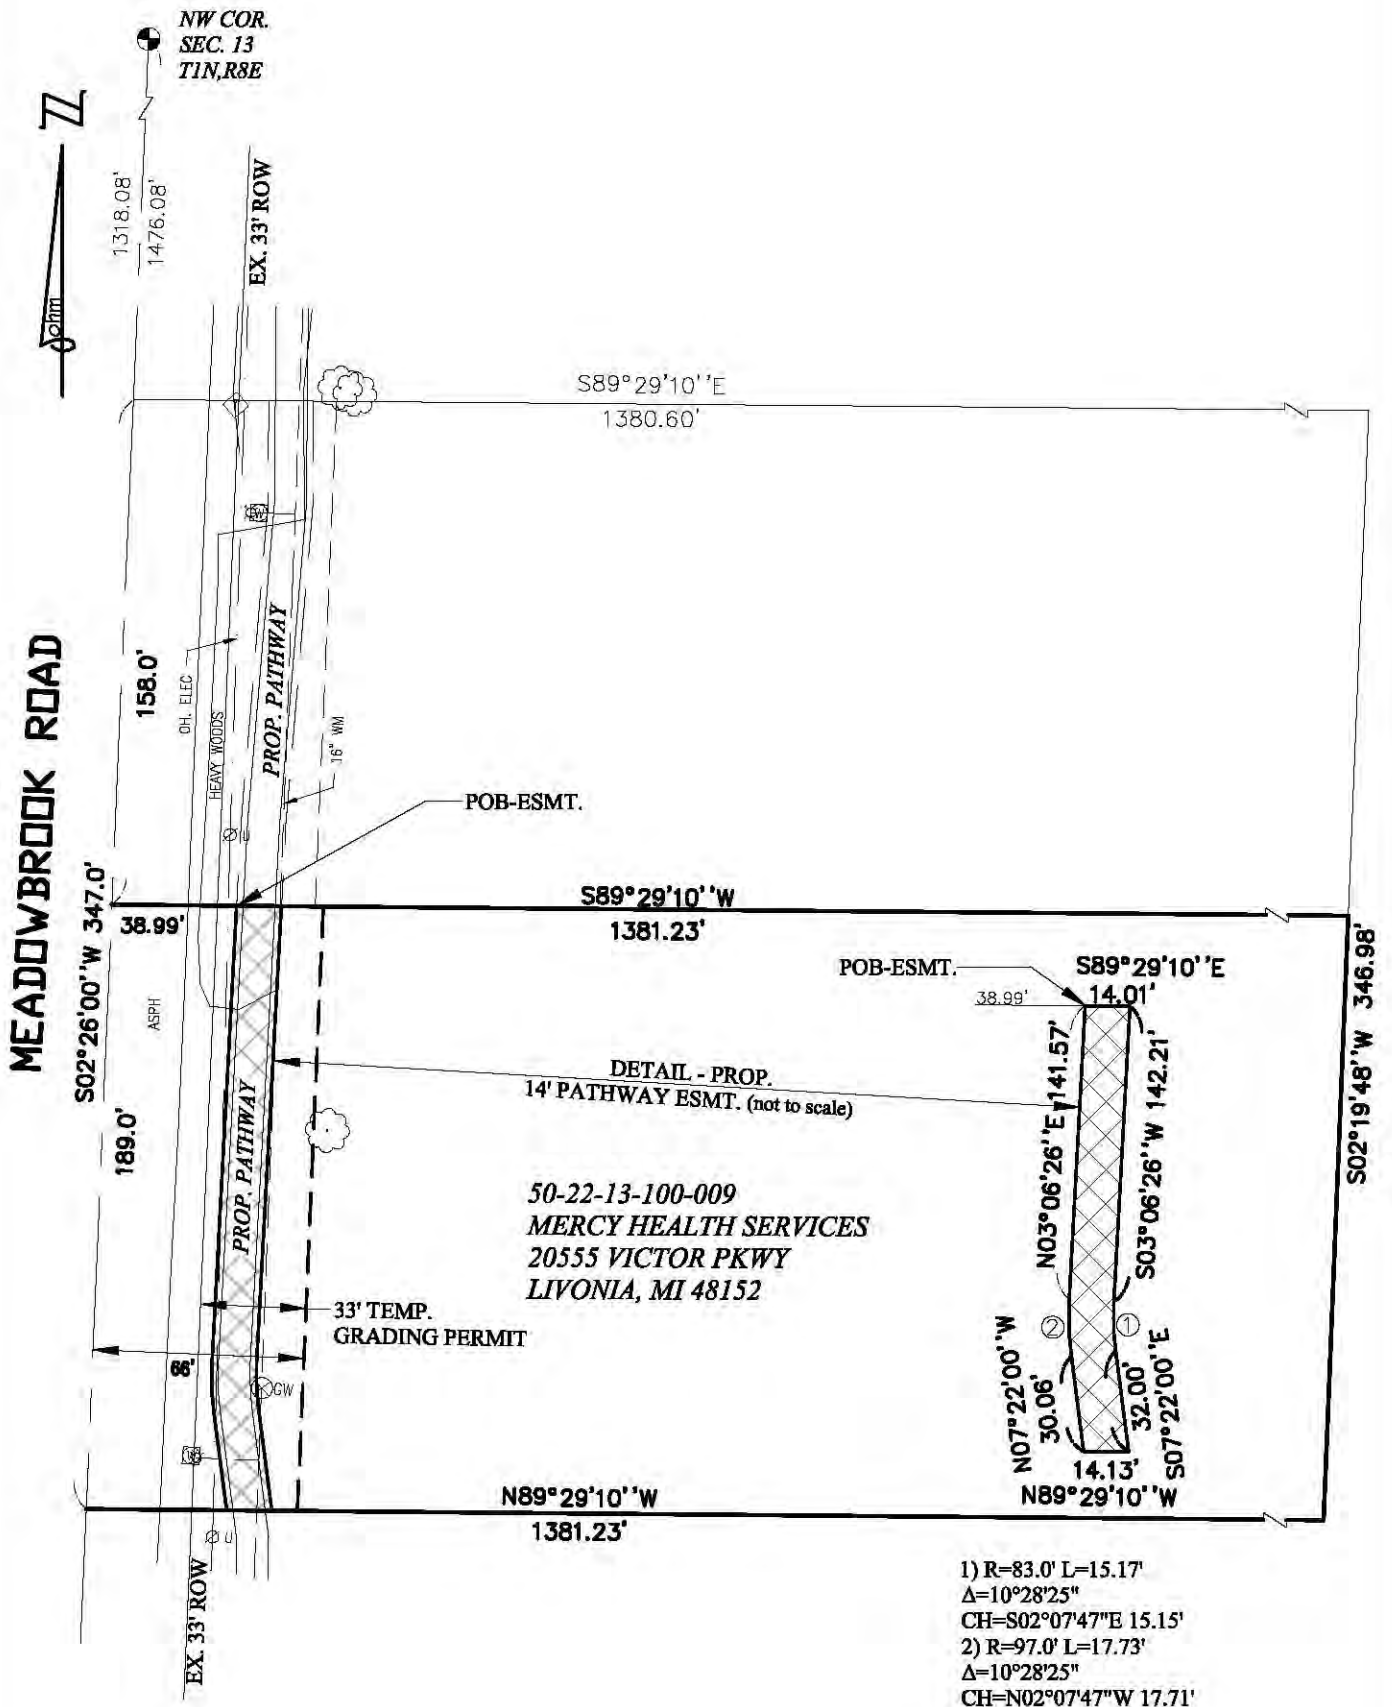 NW COR.
SEC. 13
T1N,R8E
Z
ohm
1318.08'
1476.08'
EX. 33' ROW
S89°29'10''E
1380.60'
MEADOWBROOK ROAD
158.0'
OH. ELEC
HEAVY WOODS
PROP. PATHWAY
16" WM
POB-ESMT.
S02°26'00''W 347.0'
38.99'
S89°29'10''W
1381.23'
ASPH
189.0'
PROP. PATHWAY
POB-ESMT.
38.99'
S89°29'10''E
14.01'
DETAIL - PROP.
14' PATHWAY ESMT. (not to scale)
N03°06'26''E 141.57'
S03°06'26''W 142.21'
S02°19'48''W 346.98'
50-22-13-100-009
MERCY HEALTH SERVICES
20555 VICTOR PKWY
LIVONIA, MI 48152
33' TEMP.
GRADING PERMIT
66'
GW
2
1
N07°22'00''W
30.06'
32.00'
S07°22'00''E
14.13'
N89°29'10''W
N89°29'10''W
1381.23'
U
EX. 33' ROW
1) R=83.0' L=15.17'
Δ=10°28'25"
CH=S02°07'47"E 15.15'
2) R=97.0' L=17.73'
Δ=10°28'25"
CH=N02°07'47"W 17.71'